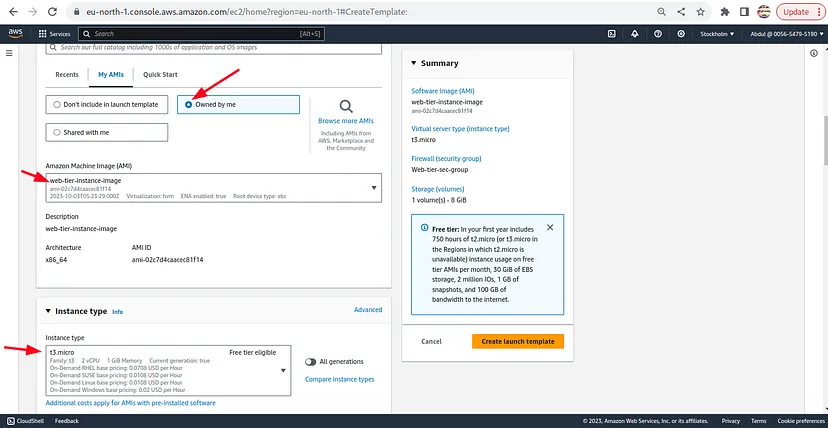 eu-north-1.console.aws.amazon.com/ec2/home?region=eu-north-1#CreateTemplate:
Update
aws
Services
Search
[Alt+S]
Stockholm
Abdul @ 0056-5479-5190
Search our full catalog including 1000s of application and OS images
Recents
My AMIs
Quick Start
Don't include in launch template
Owned by me
Shared with me
Browse more AMIs
Including AMIs from
AWS, Marketplace and
the Community
Amazon Machine Image (AMI)
web-tier-instance-image
ami-02c7d4caacec81f14
2023-10-03T05:23:29.000Z Virtualization: hvm ENA enabled: true Root device type: ebs
Description
web-tier-instance-image
Architecture
AMI ID
x86_64
ami-02c7d4caacec81f14
Instance type Info
Advanced
Instance type
t3.micro
Free tier eligible
Family: t3 2 vCPU 1 GiB Memory Current generation: true
On-Demand RHEL base pricing: 0.0708 USD per Hour
On-Demand SUSE base pricing: 0.0108 USD per Hour
On-Demand Linux base pricing: 0.0108 USD per Hour
On-Demand Windows base pricing: 0.02 USD per Hour
All generations
Compare instance types
Additional costs apply for AMIs with pre-installed software
Summary
Software Image (AMI)
web-tier-instance-image
ami-02c7d4caacec81f14
Virtual server type (instance type)
t3.micro
Firewall (security group)
Web-tier-sec-group
Storage (volumes)
1 volume(s) - 8 GiB
Free tier: In your first year includes
750 hours of t2.micro (or t3.micro in
the Regions in which t2.micro is
unavailable) instance usage on free
tier AMIs per month, 30 GiB of EBS
storage, 2 million IOs, 1 GB of
snapshots, and 100 GB of
bandwidth to the internet.
Cancel
Create launch template
CloudShell
Feedback
© 2023, Amazon Web Services, Inc. or its affiliates.
Privacy
Terms
Cookie preferences